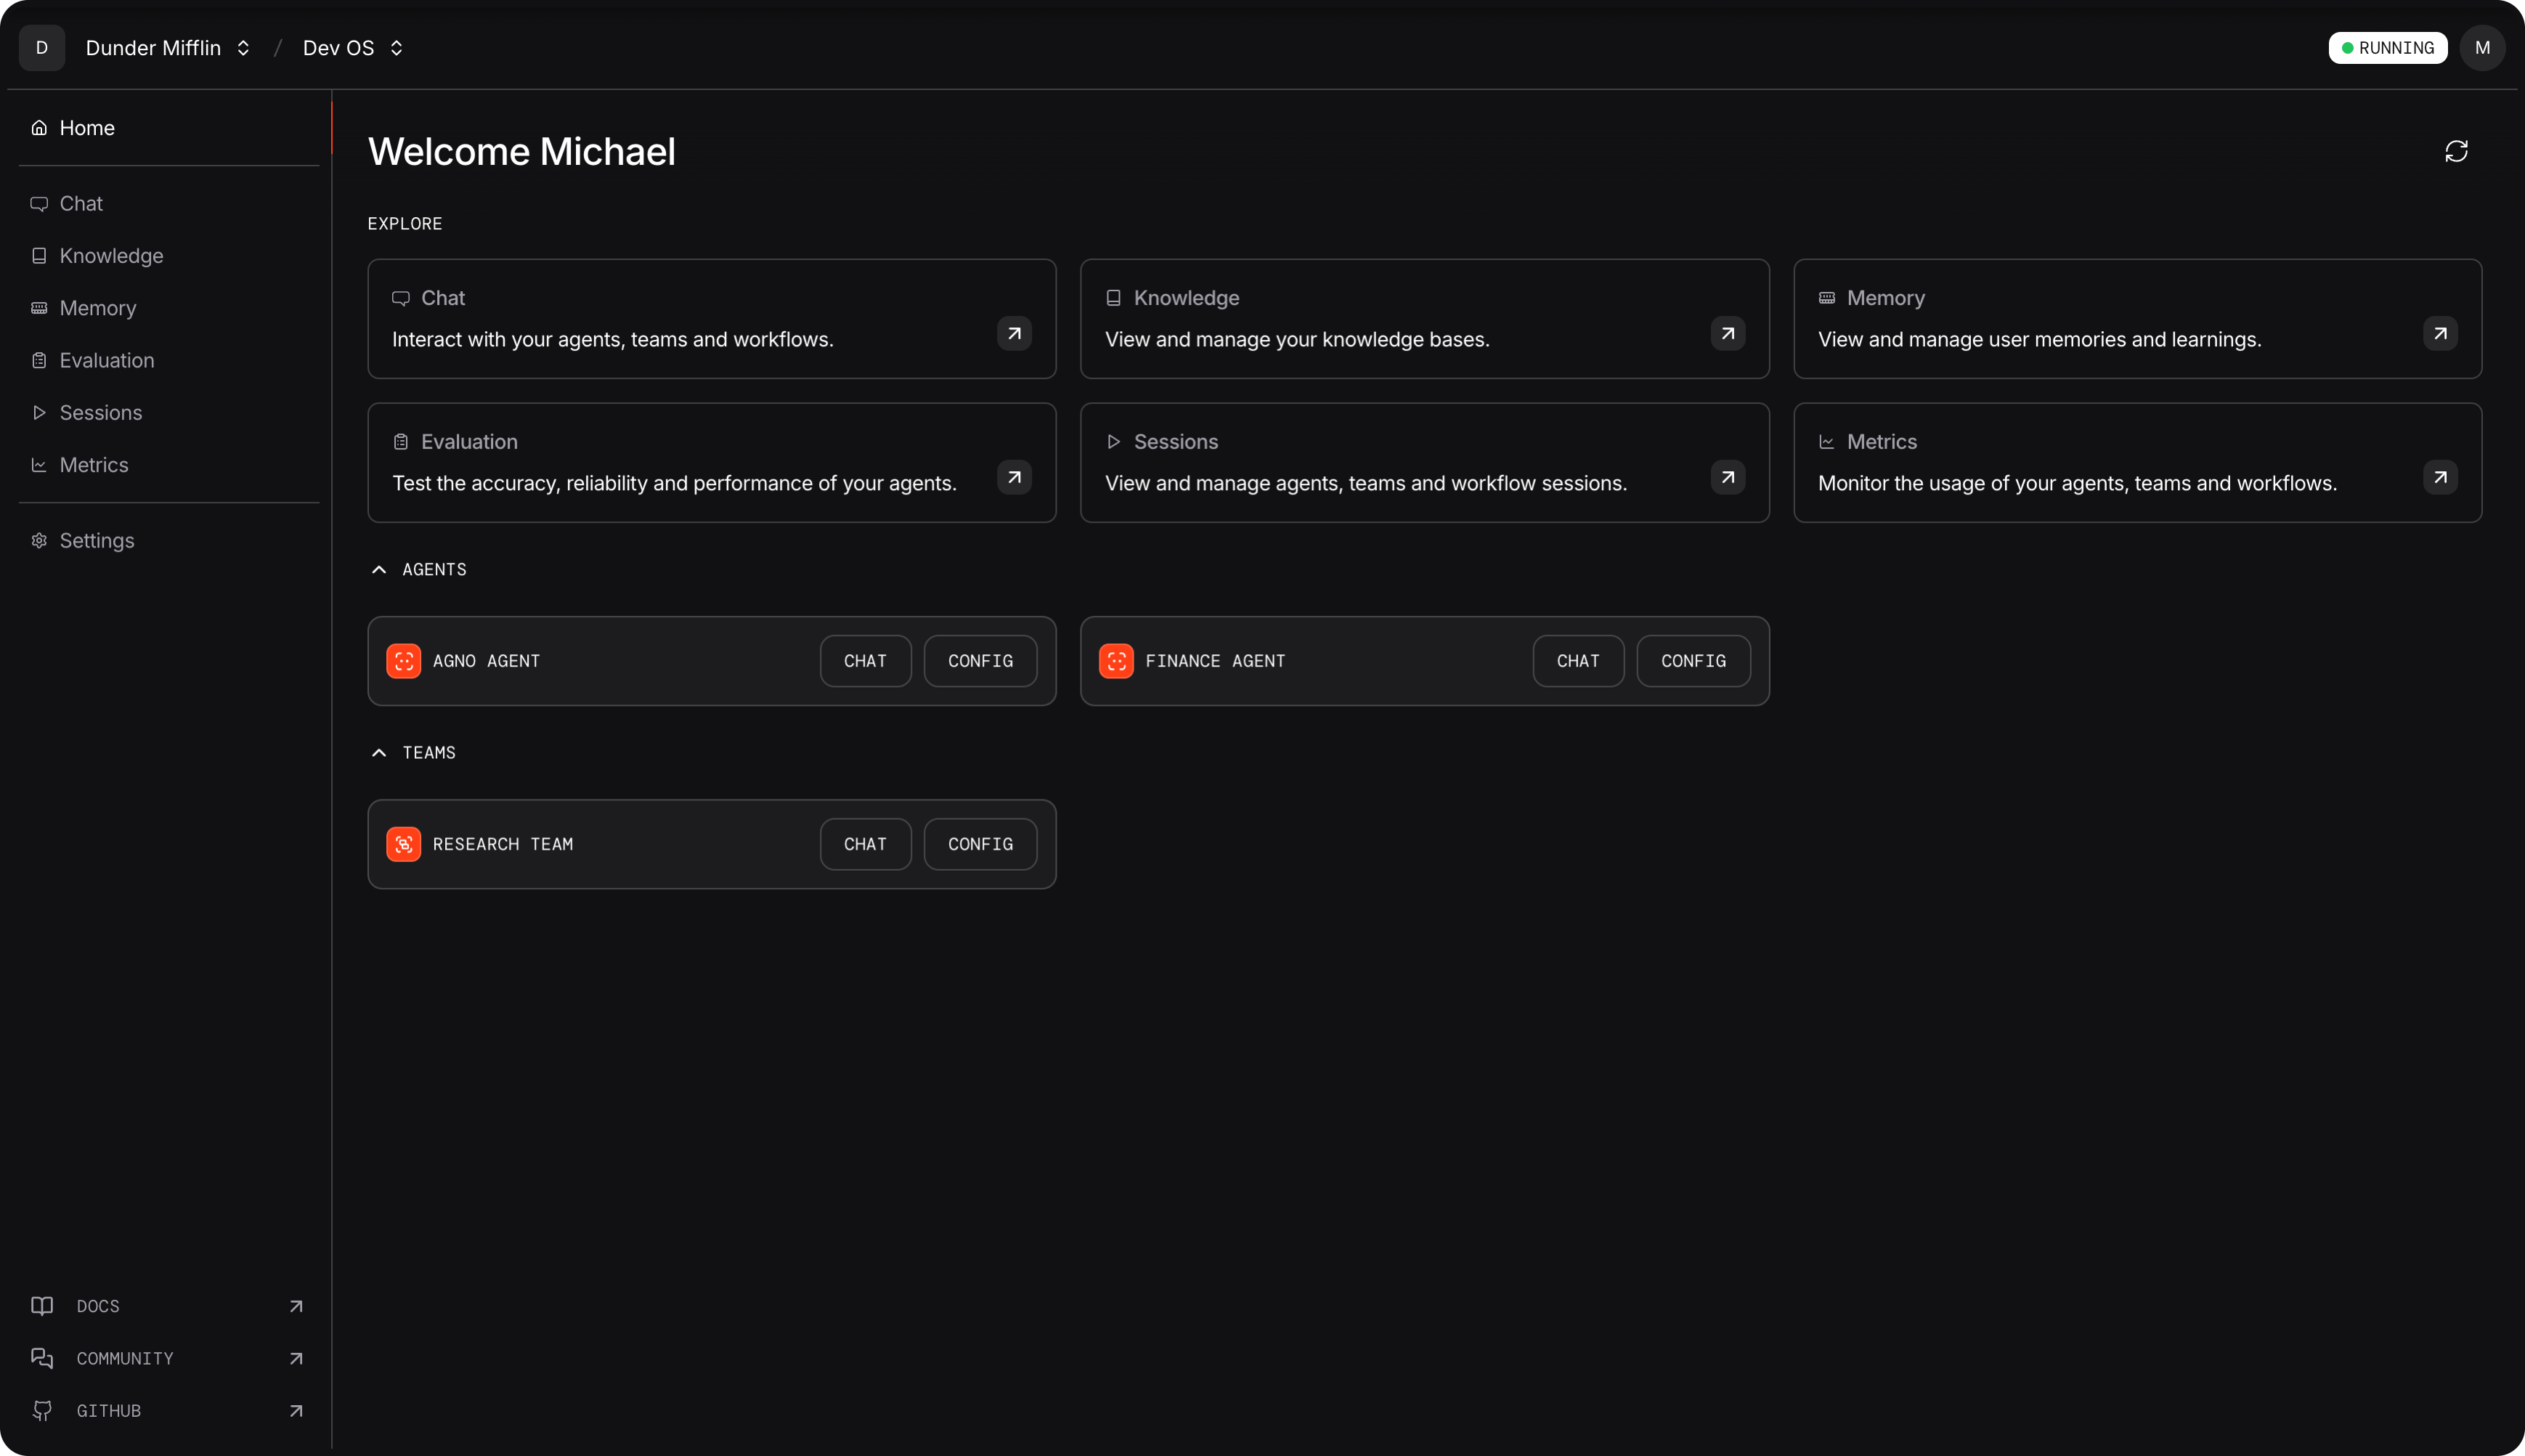 D Dunder Mifflin / Dev OS RUNNING M
Home
Chat
Knowledge
Memory
Evaluation
Sessions
Metrics
Settings
DOCS
COMMUNITY
GITHUB
Welcome Michael
EXPLORE
Chat
Interact with your agents, teams and workflows.
Knowledge
View and manage your knowledge bases.
Memory
View and manage user memories and learnings.
Evaluation
Test the accuracy, reliability and performance of your agents.
Sessions
View and manage agents, teams and workflow sessions.
Metrics
Monitor the usage of your agents, teams and workflows.
AGENTS
AGNO AGENT CHAT CONFIG
FINANCE AGENT CHAT CONFIG
TEAMS
RESEARCH TEAM CHAT CONFIG